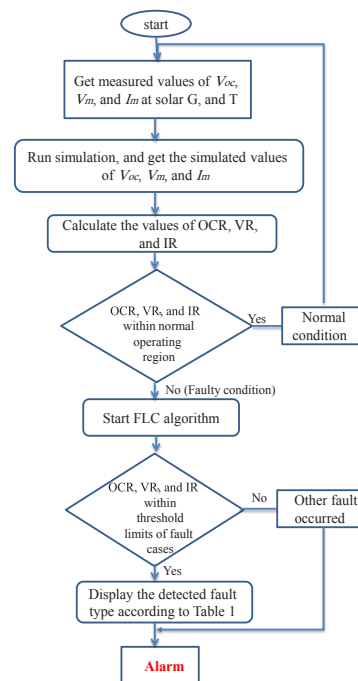 start
Get measured values of Voc,
Vm, and Im at solar G, and T
Run simulation, and get the simulated values
of Voc, Vm, and Im
Calculate the values of OCR, VR,
and IR
OCR, VR, and IR
within normal
operating
region
Yes
Normal
condition
No (Faulty condition)
Start FLC algorithm
OCR, VR, and IR
within
threshold
limits of fault
cases
No
Other fault
occurred
Yes
Display the detected fault
type according to Table 1
Alarm